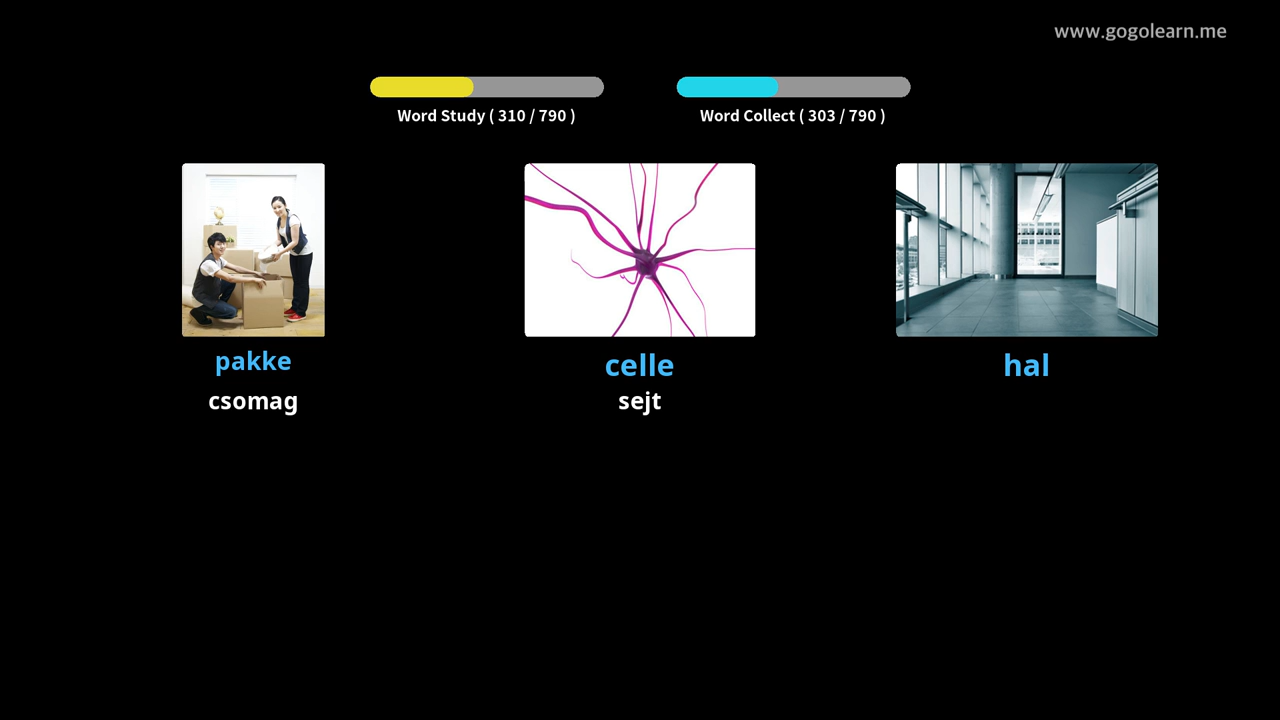 www.gogolearn.me
Word Study ( 310 / 790 )
Word Collect ( 303 / 790 )
pakke
celle
hal
csomag
sejt